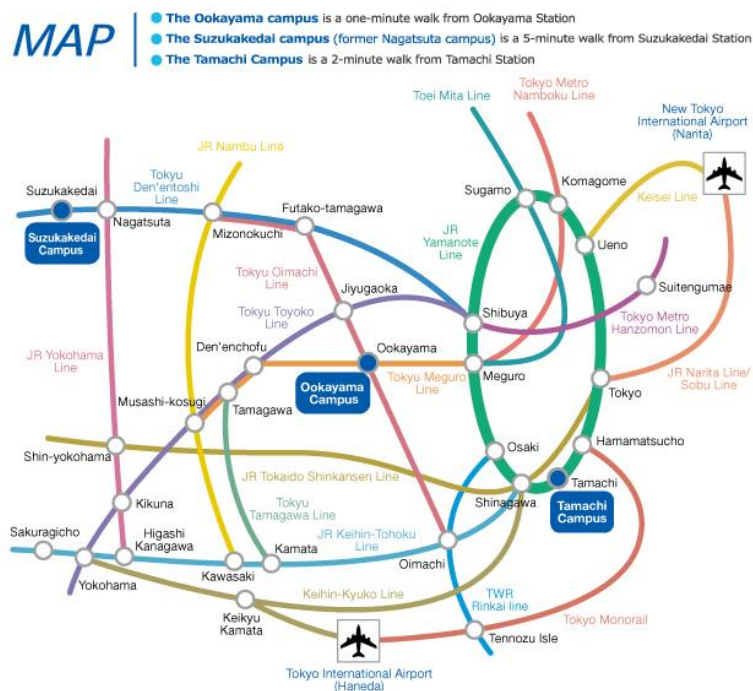 MAP
The Ookayama campus is a one-minute walk from Ookayama Station
The Suzukakedai campus (former Nagatsuta campus) is a 5-minute walk from Suzukakedai Station
The Tamachi Campus is a 2-minute walk from Tamachi Station
Toei Mita Line
Tokyo Metro
Namboku Line
New Tokyo
International Airport
(Narita)
JR Nambu Line
Tokyu
Den'entoshi
Line
Suzukakedai
Nagatsuta
Suzukakedai
Campus
Mizonokuchi
Futako-tamagawa
Sugamo
Komagome
Keisei Line
JR
Yamanote
Line
Ueno
Tokyu Oimachi
Line
Jiyugaoka
Tokyu Toyoko
Line
Suitengumae
Shibuya
Tokyo Metro
Hanzomon Line
Den'enchofu
Ookayama
JR Yokohama
Line
Ookayama
Campus
Tokyu Meguro
Line
Meguro
JR Narita Line/
Sobu Line
Tokyo
Musashi-kosugi
Tamagawa
Osaki
Hamamatsucho
Shin-yokohama
JR Tokaido Shinkansen Line
Tamachi
Shinagawa
Tamachi
Campus
Kikuna
Tokyu
Tamagawa Line
Sakuragicho
Higashi
Kanagawa
JR Keihin-Tohoku
Line
Kamata
Oimachi
Yokohama
Kawasaki
Keihin-Kyuko Line
TWR
Rinkai line
Tokyo Monorail
Keikyu
Kamata
Tennozu Isle
Tokyo International Airport
(Haneda)